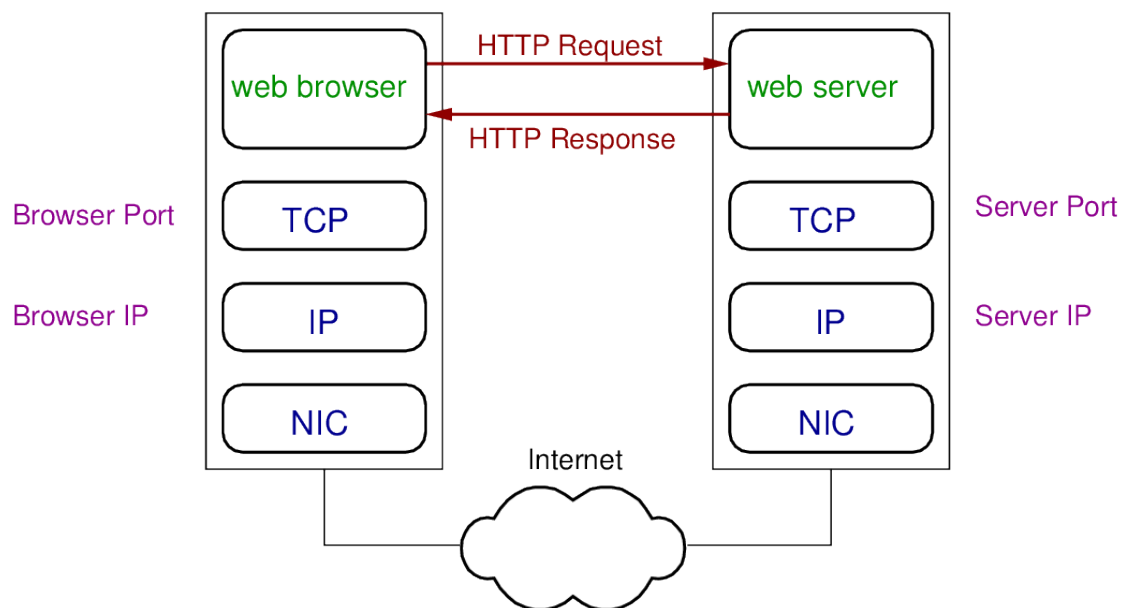 HTTP Request
web browser
web server
HTTP Response
Browser Port
TCP
TCP
Server Port
Browser IP
IP
IP
Server IP
NIC
NIC
Internet